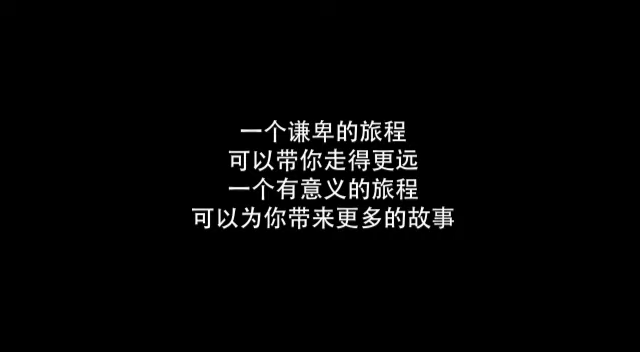 一个谦卑的旅程
可以带你走得更远
一个有意义的旅程
可以为你带来更多的故事